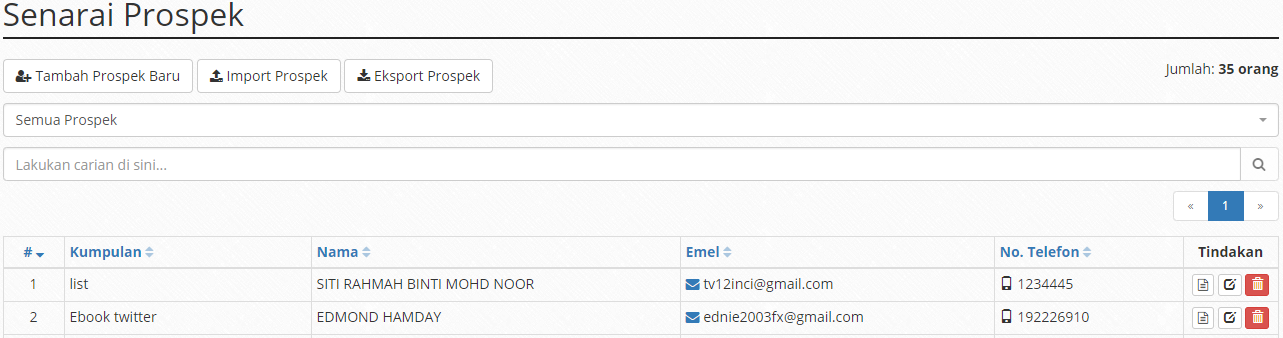 Senarai Prospek
Tambah Prospek Baru Import Prospek Eksport Prospek Jumlah: 35 orang
Semua Prospek
Lakukan carian di sini...
« 1 »
# Kumpulan Nama Emel No. Telefon Tindakan
1 list SITI RAHMAH BINTI MOHD NOOR tv12inci@gmail.com 1234445
2 Ebook twitter EDMOND HAMDAY ednie2003fx@gmail.com 192226910